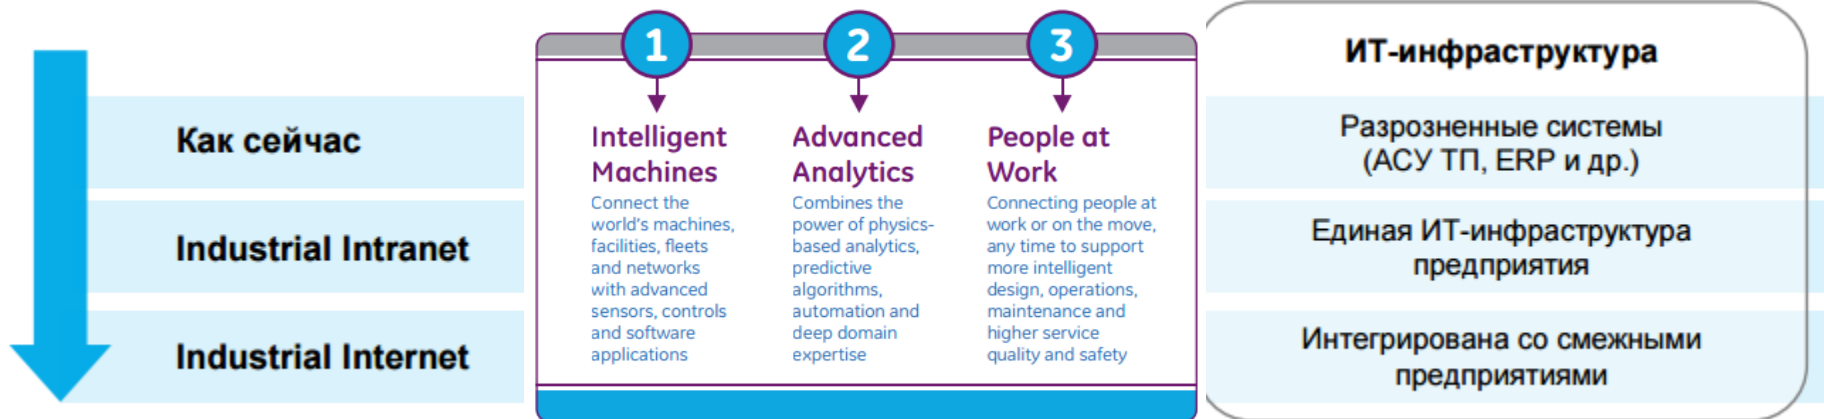 Как сейчас
Industrial Intranet
Industrial Internet
1
Intelligent
Machines
Connect the
world's machines,
facilities, fleets
and networks
with advanced
sensors, controls
and software
applications
2
Advanced
Analytics
Combines the
power of physics-
based analytics,
predictive
algorithms,
automation and
deep domain
expertise
3
People at
Work
Connecting people at
work or on the move,
any time to support
more intelligent
design, operations,
maintenance and
higher service
quality and safety
ИТ-инфраструктура
Разрозненные системы
(АСУ ТП, ERP и др.)
Единая ИТ-инфраструктура
предприятия
Интегрирована со смежными
предприятиями